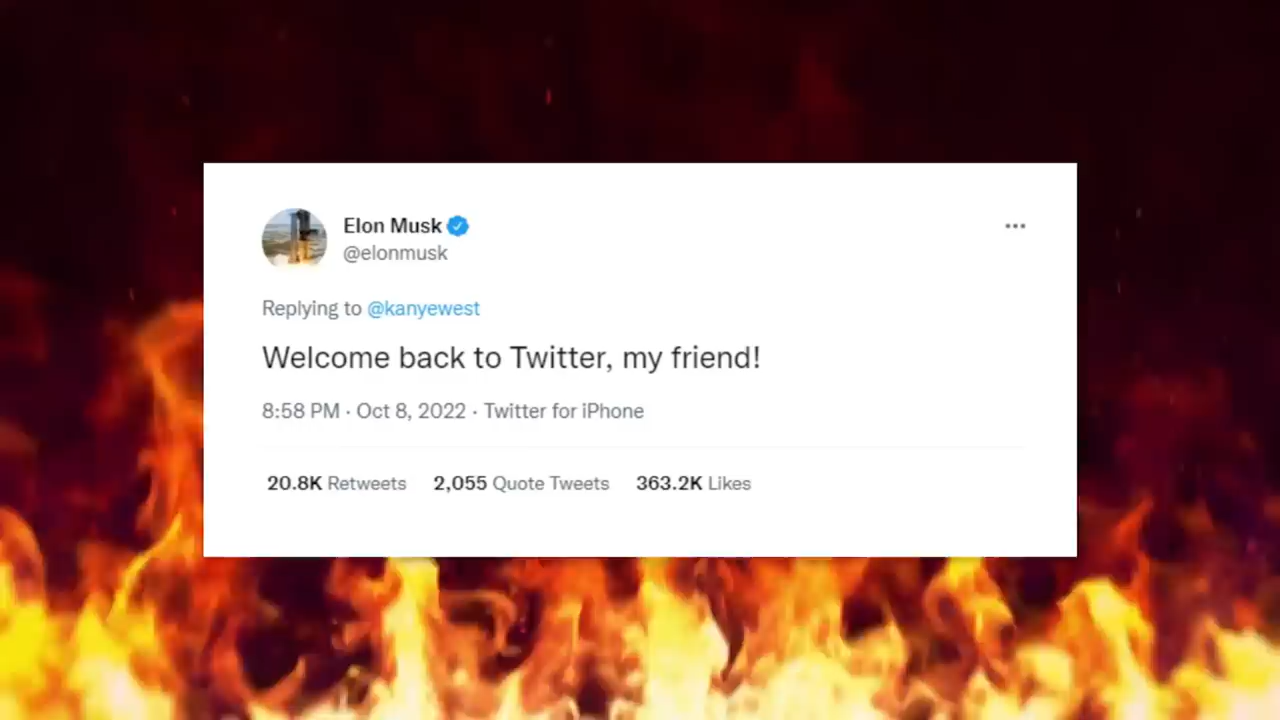 Elon Musk
@elonmusk
Replying to @kanyewest
Welcome back to Twitter, my friend!
8:58 PM · Oct 8, 2022 · Twitter for iPhone
20.8K Retweets 2,055 Quote Tweets 363.2K Likes